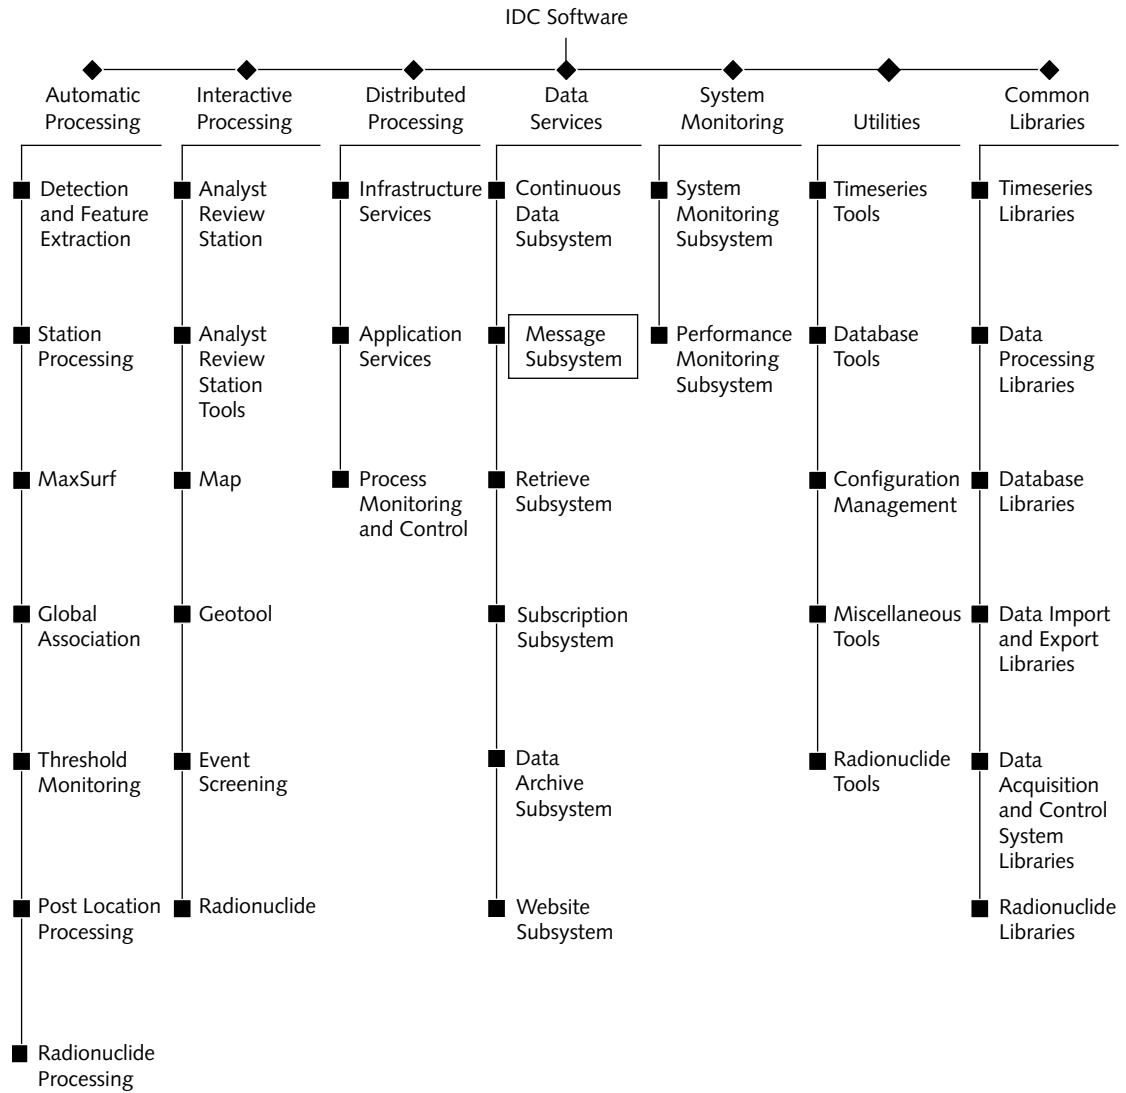 IDC Software
Automatic
Processing
Interactive
Processing
Distributed
Processing
Data
Services
System
Monitoring
Utilities
Common
Libraries
Detection
and Feature
Extraction
Station
Processing
MaxSurf
Global
Association
Threshold
Monitoring
Post Location
Processing
Radionuclide
Processing
Analyst
Review
Station
Analyst
Review
Station
Tools
Map
Geotool
Event
Screening
Radionuclide
Infrastructure
Services
Application
Services
Process
Monitoring
and Control
Continuous
Data
Subsystem
Message
Subsystem
Retrieve
Subsystem
Subscription
Subsystem
Data
Archive
Subsystem
Website
Subsystem
System
Monitoring
Subsystem
Performance
Monitoring
Subsystem
Timeseries
Tools
Database
Tools
Configuration
Management
Miscellaneous
Tools
Radionuclide
Tools
Timeseries
Libraries
Data
Processing
Libraries
Database
Libraries
Data Import
and Export
Libraries
Data
Acquisition
and Control
System
Libraries
Radionuclide
Libraries